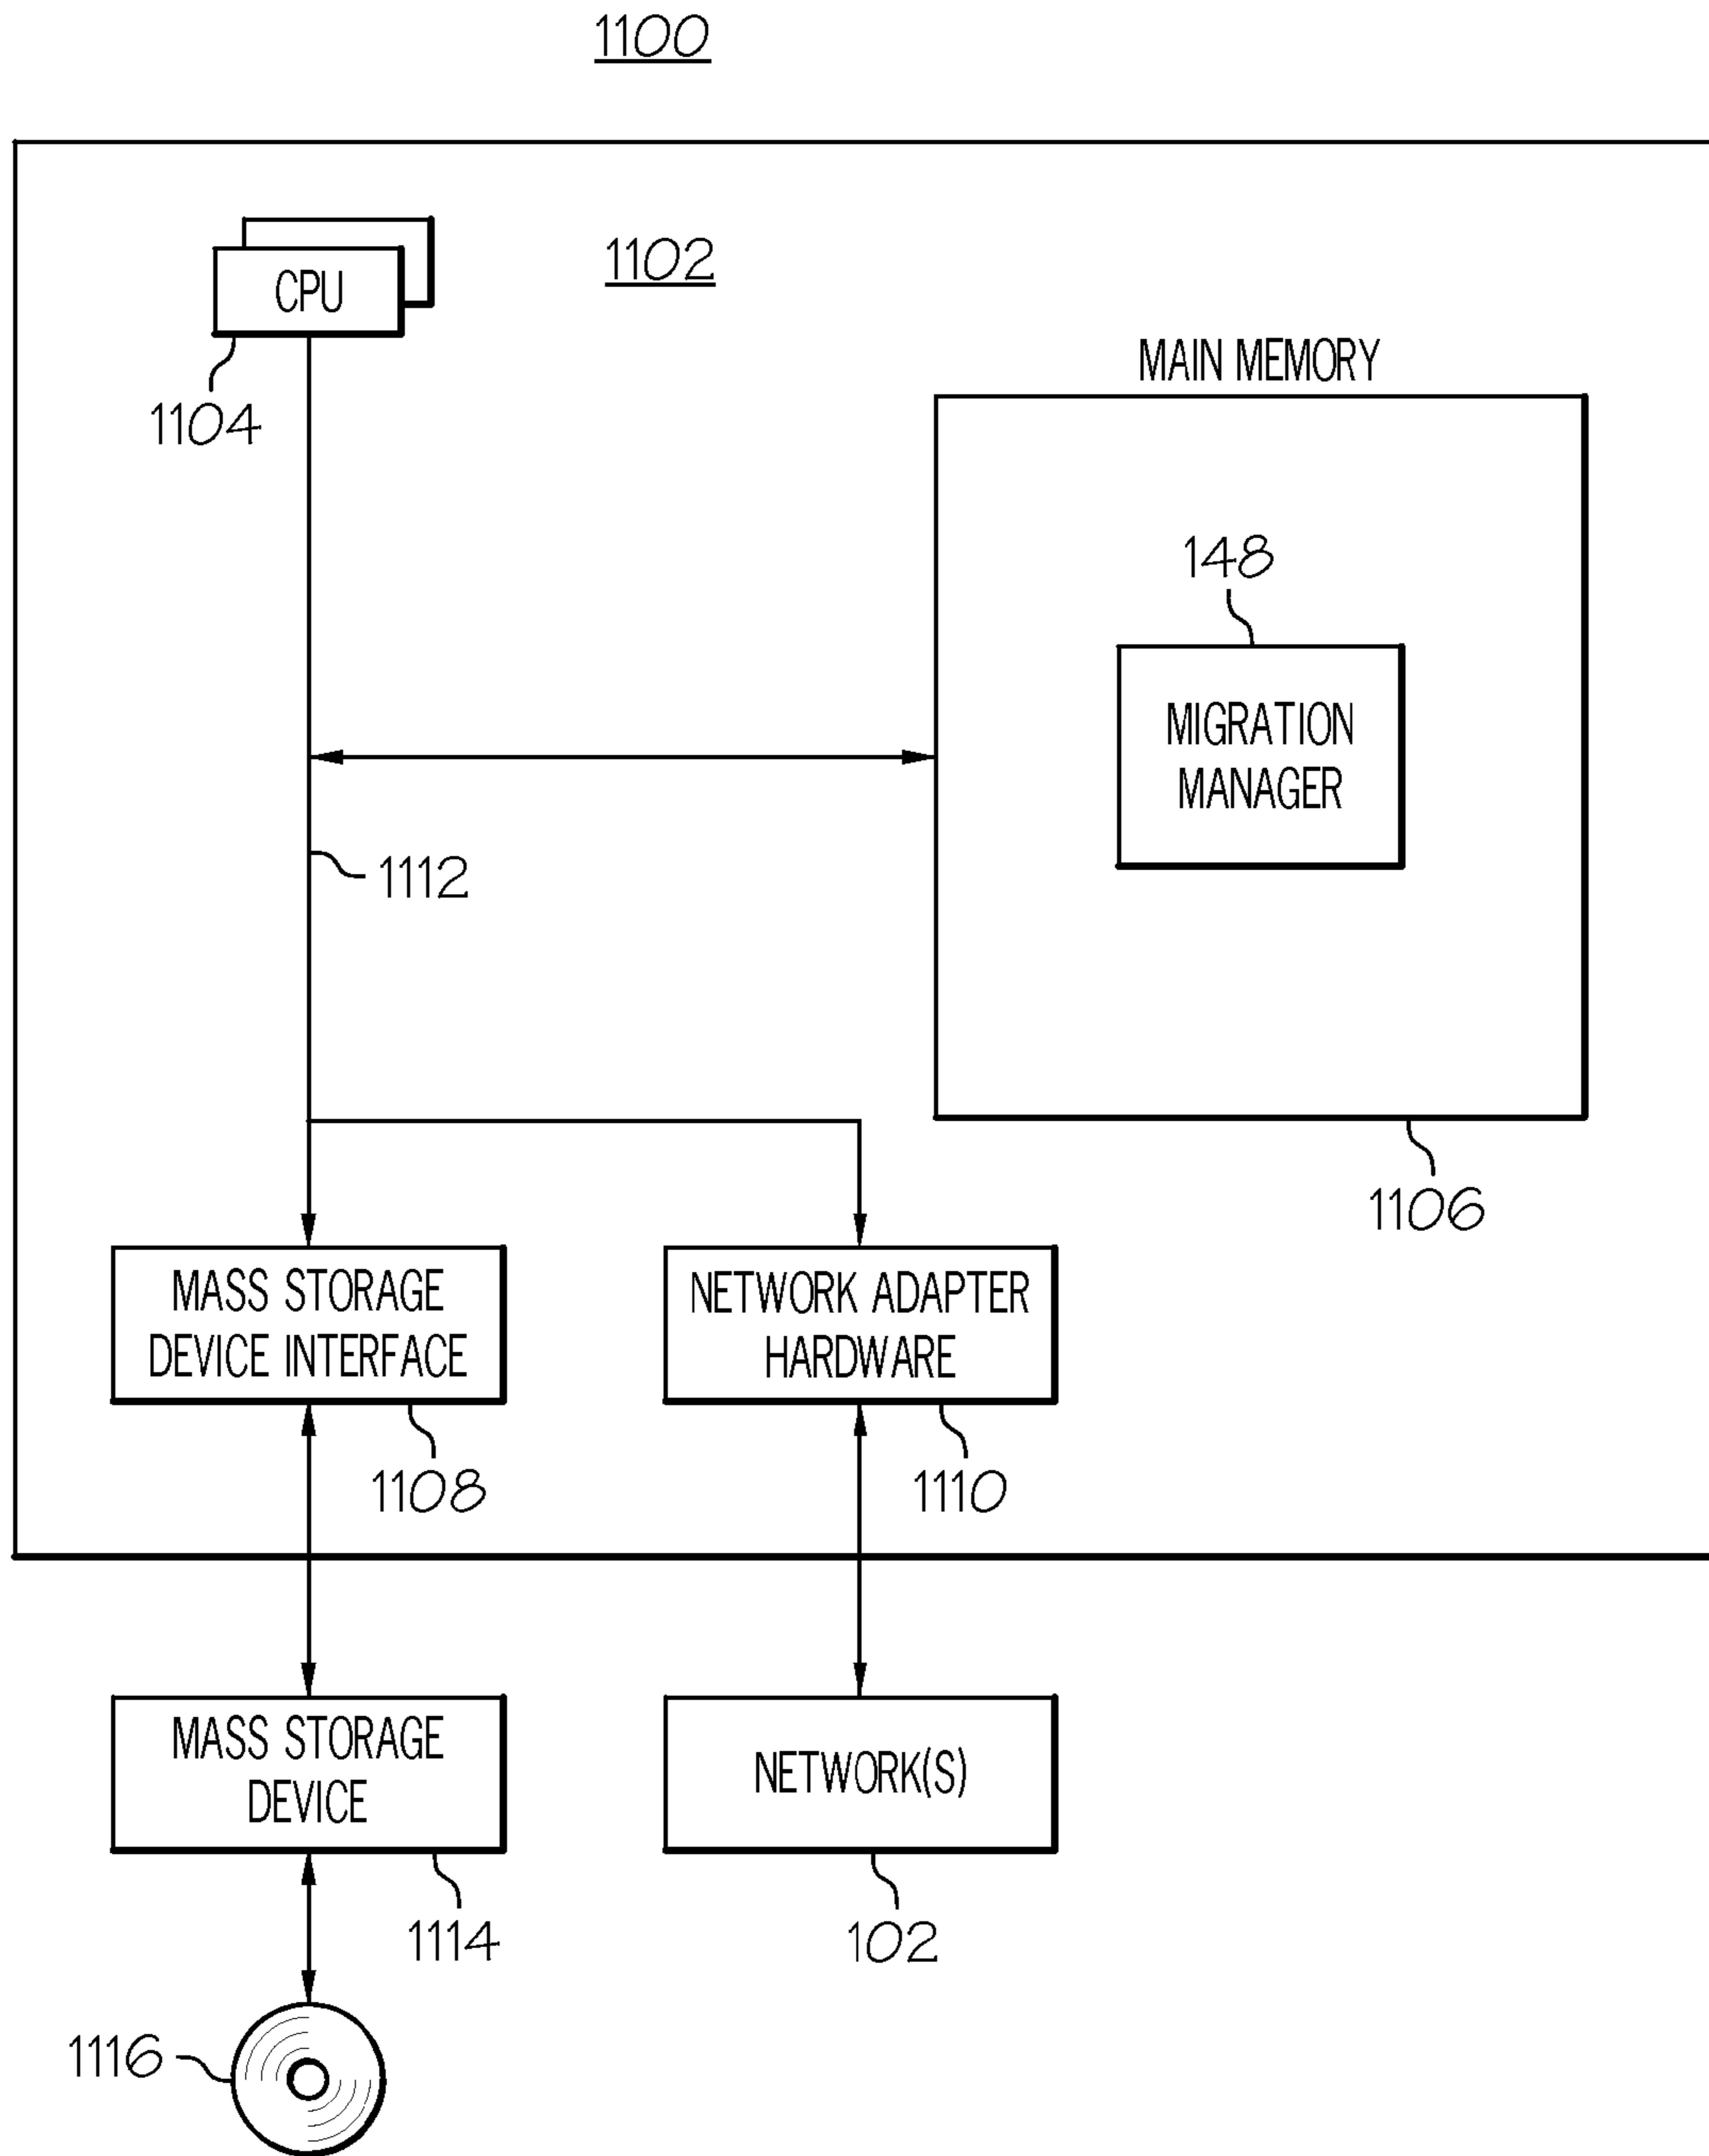 1100
CPU
1102
1104
MAIN MEMORY
148
MIGRATION
MANAGER
1112
1106
MASS STORAGE
DEVICE INTERFACE
NETWORK ADAPTER
HARDWARE
1108
1110
MASS STORAGE
DEVICE
NETWORK(S)
1114
102
1116